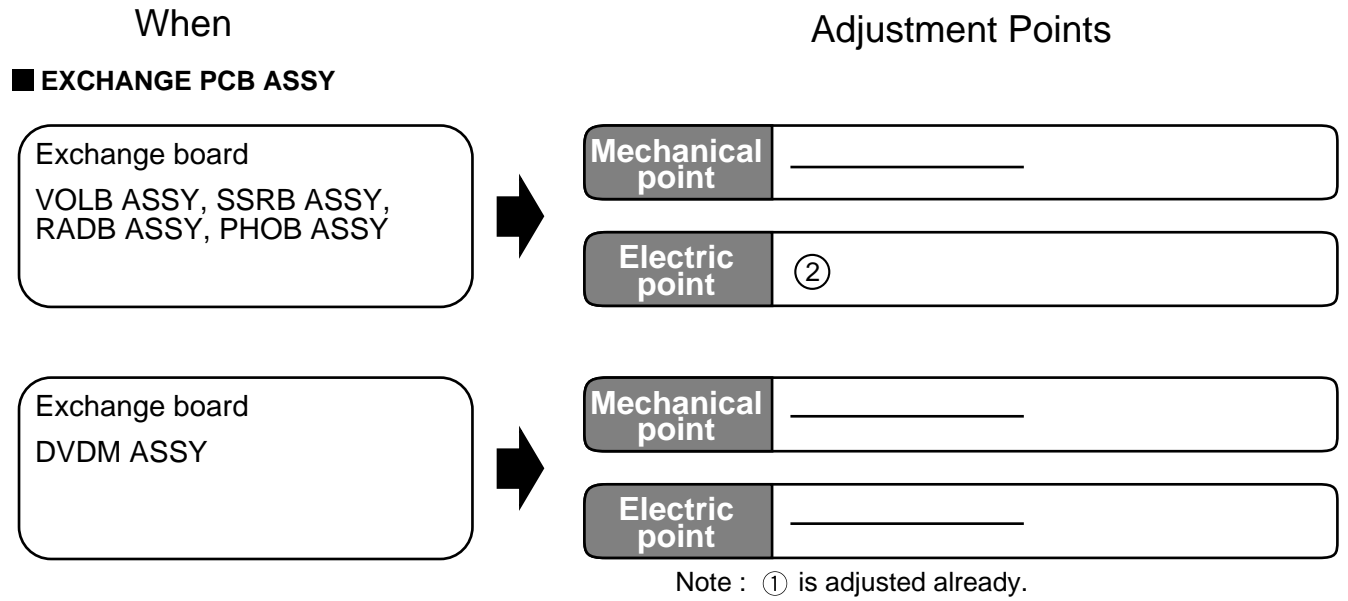 When
Adjustment Points
■ EXCHANGE PCB ASSY
Exchange board
VOLB ASSY, SSRB ASSY,
RADB ASSY, PHOB ASSY
Mechanical
point
Electric
point
②
Exchange board
DVDM ASSY
Mechanical
point
Electric
point
Note : ① is adjusted already.